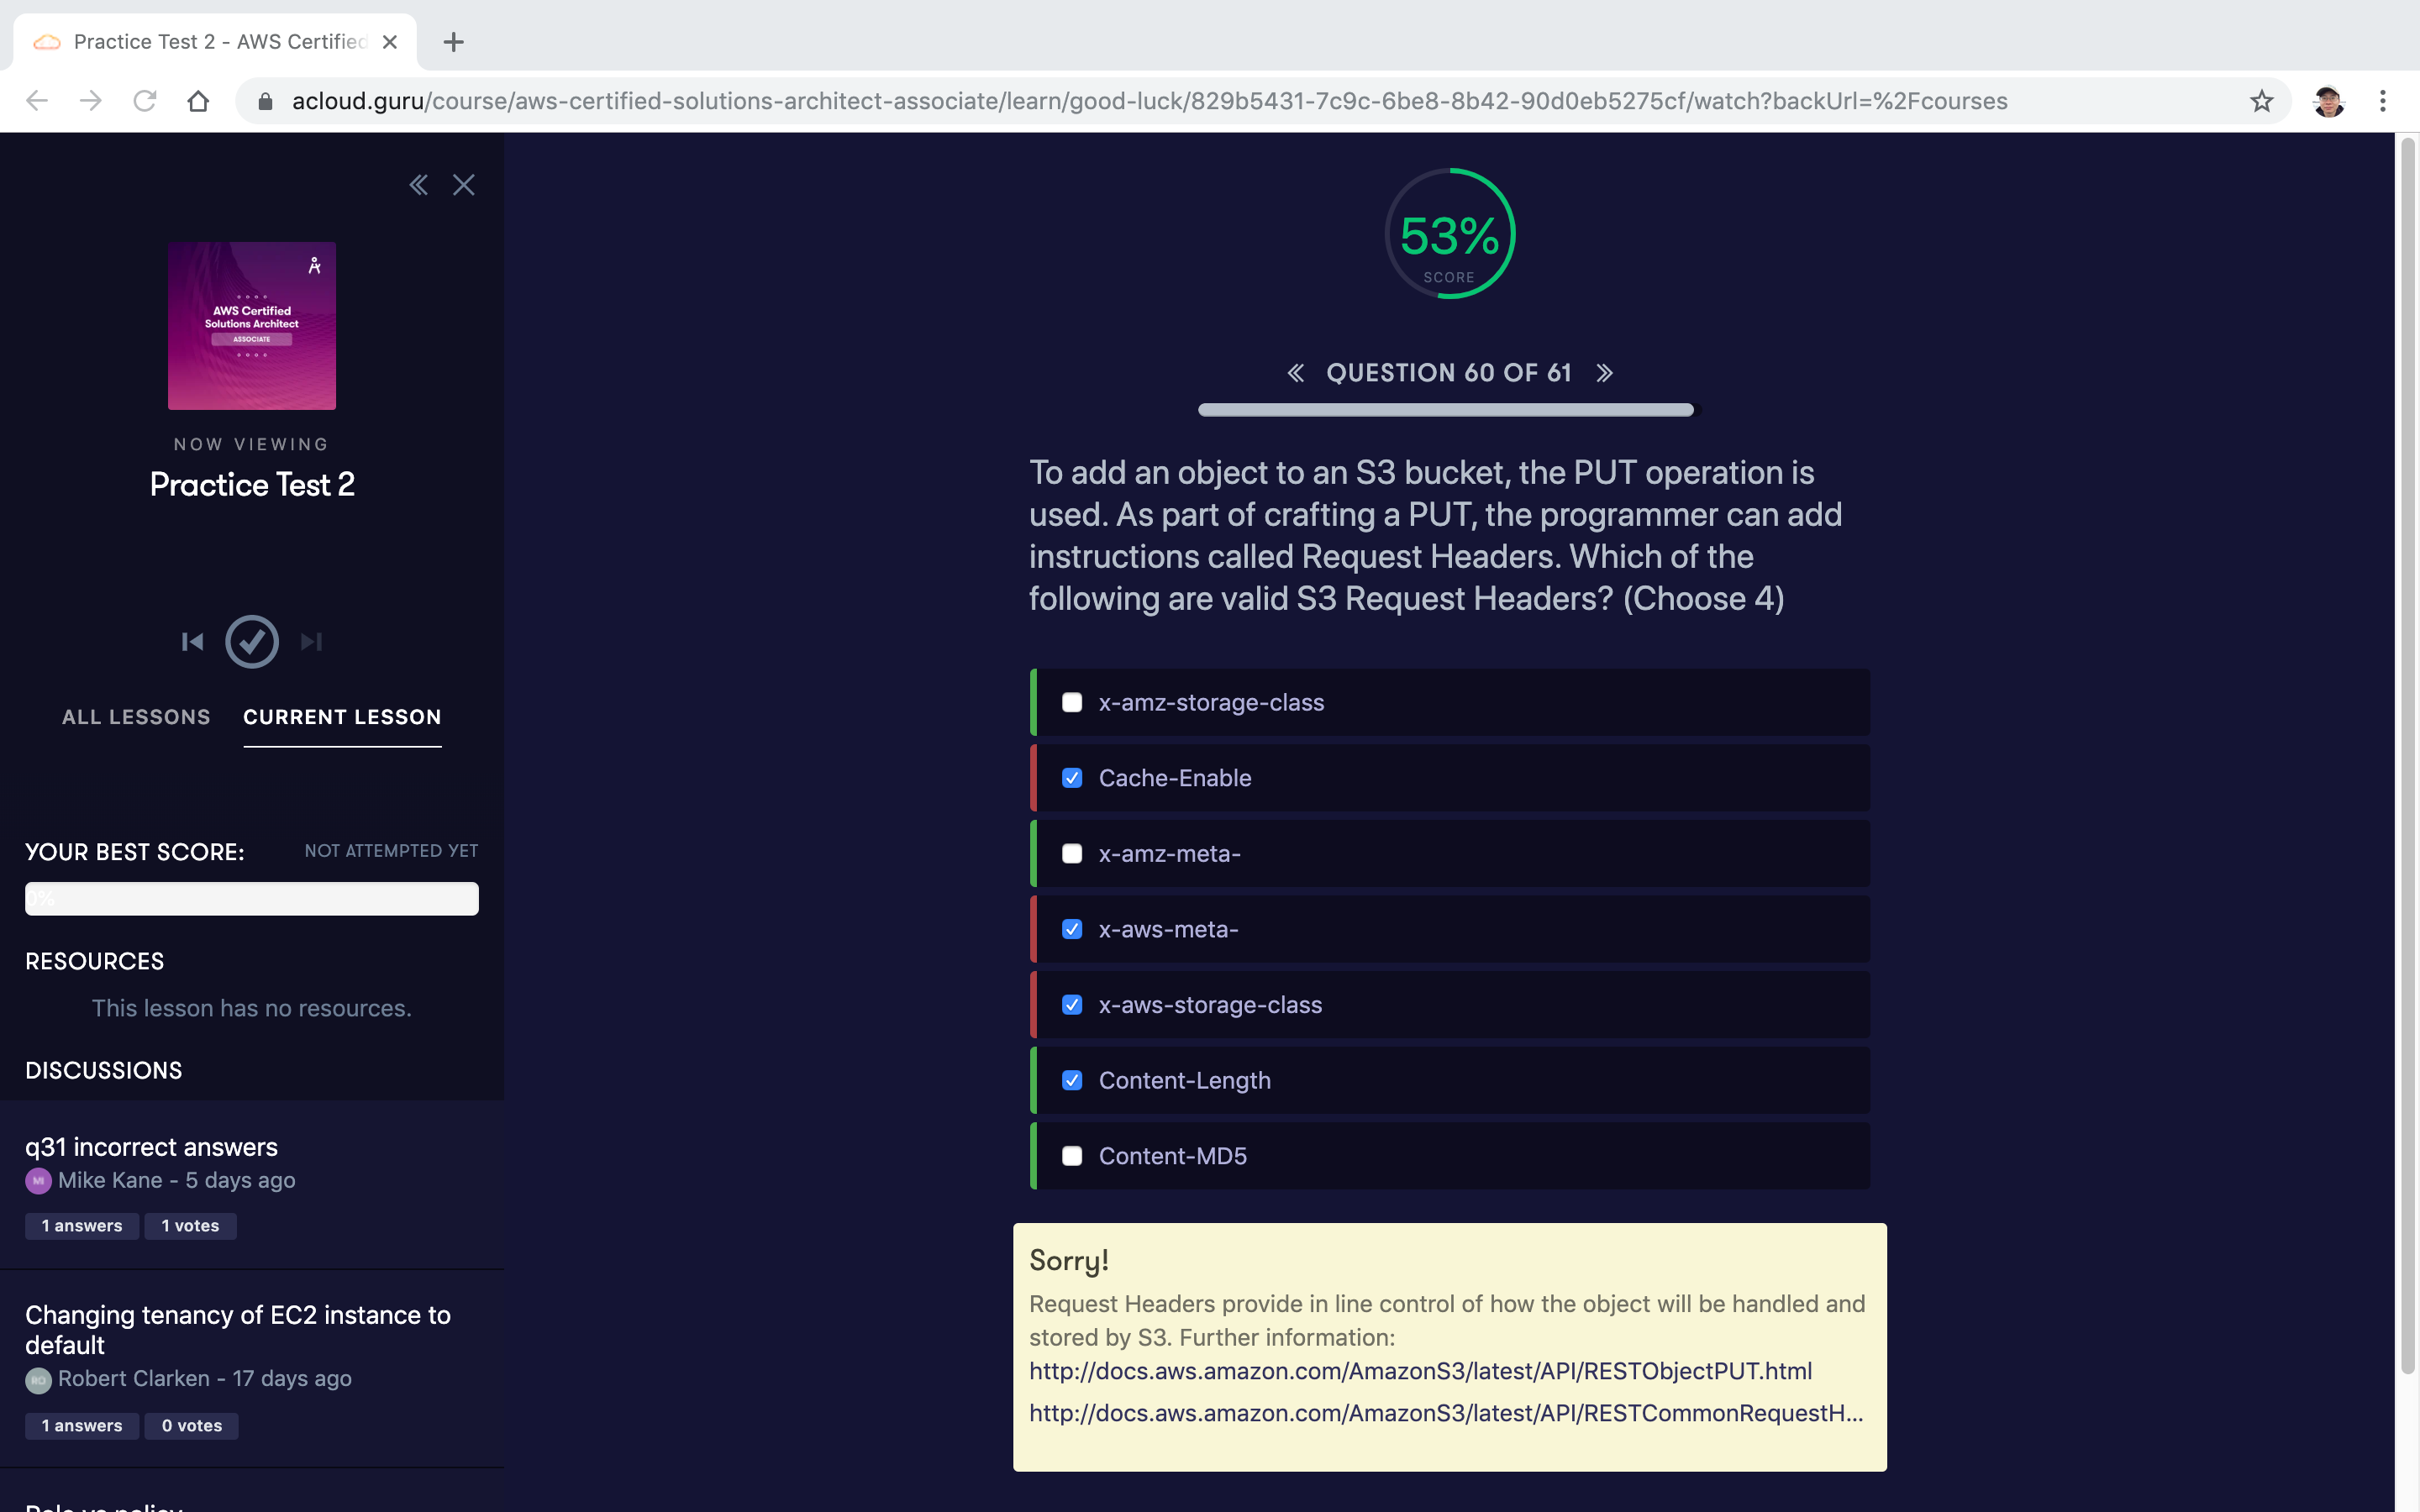 Practice Test 2 - AWS Certified
acloud.guru/course/aws-certified-solutions-architect-associate/learn/good-luck/829b5431-7c9c-6be8-8b42-90d0eb5275cf/watch?backUrl=%2Fcourses
AWS Certified
Solutions Architect
ASSOCIATE
NOW VIEWING
Practice Test 2
ALL LESSONS
CURRENT LESSON
YOUR BEST SCORE:
NOT ATTEMPTED YET
0%
RESOURCES
This lesson has no resources.
DISCUSSIONS
q31 incorrect answers
MI
Mike Kane - 5 days ago
1 answers
1 votes
Changing tenancy of EC2 instance to
default
RO
Robert Clarken - 17 days ago
1 answers
0 votes
53%
SCORE
QUESTION 60 OF 61
To add an object to an S3 bucket, the PUT operation is
used. As part of crafting a PUT, the programmer can add
instructions called Request Headers. Which of the
following are valid S3 Request Headers? (Choose 4)
x-amz-storage-class
Cache-Enable
x-amz-meta-
x-aws-meta-
x-aws-storage-class
Content-Length
Content-MD5
Sorry!
Request Headers provide in line control of how the object will be handled and
stored by S3. Further information:
http://docs.aws.amazon.com/AmazonS3/latest/API/RESTObjectPUT.html
http://docs.aws.amazon.com/AmazonS3/latest/API/RESTCommonRequestH...